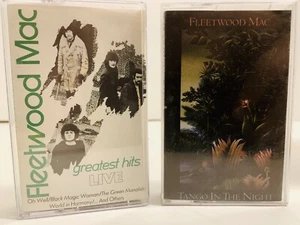 Fleetwood Mac
greatest hits
LIVE
Oh Well/Black Magic Woman/The Green Manalishi
World in Harmony/... And Others
FLEETWOOD MAC
TANGO IN THE NIGHT